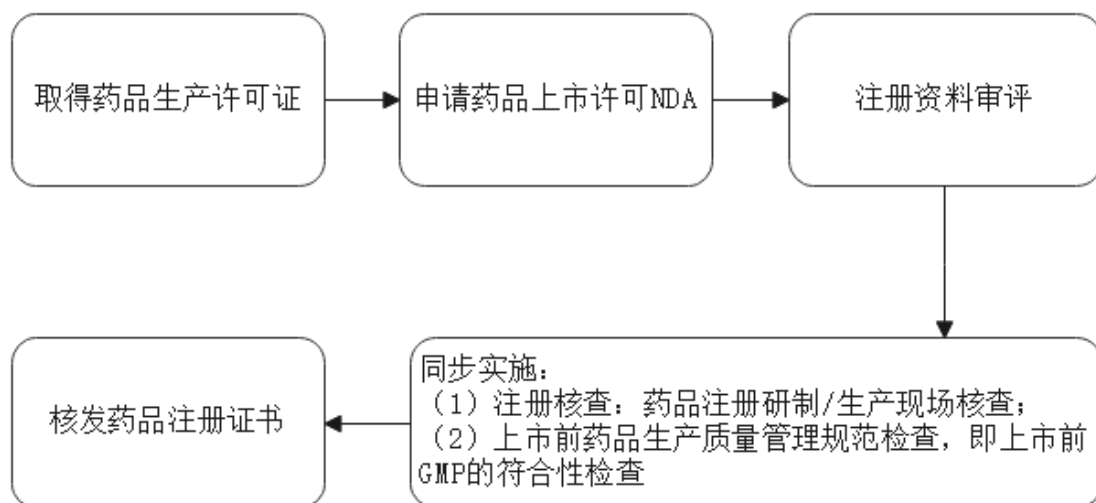 取得药品生产许可证
申请药品上市许可NDA
注册资料审评
同步实施：
（1）注册核查：药品注册研制/生产现场核查；
（2）上市前药品生产质量管理规范检查，即上市前
GMP的符合性检查
核发药品注册证书